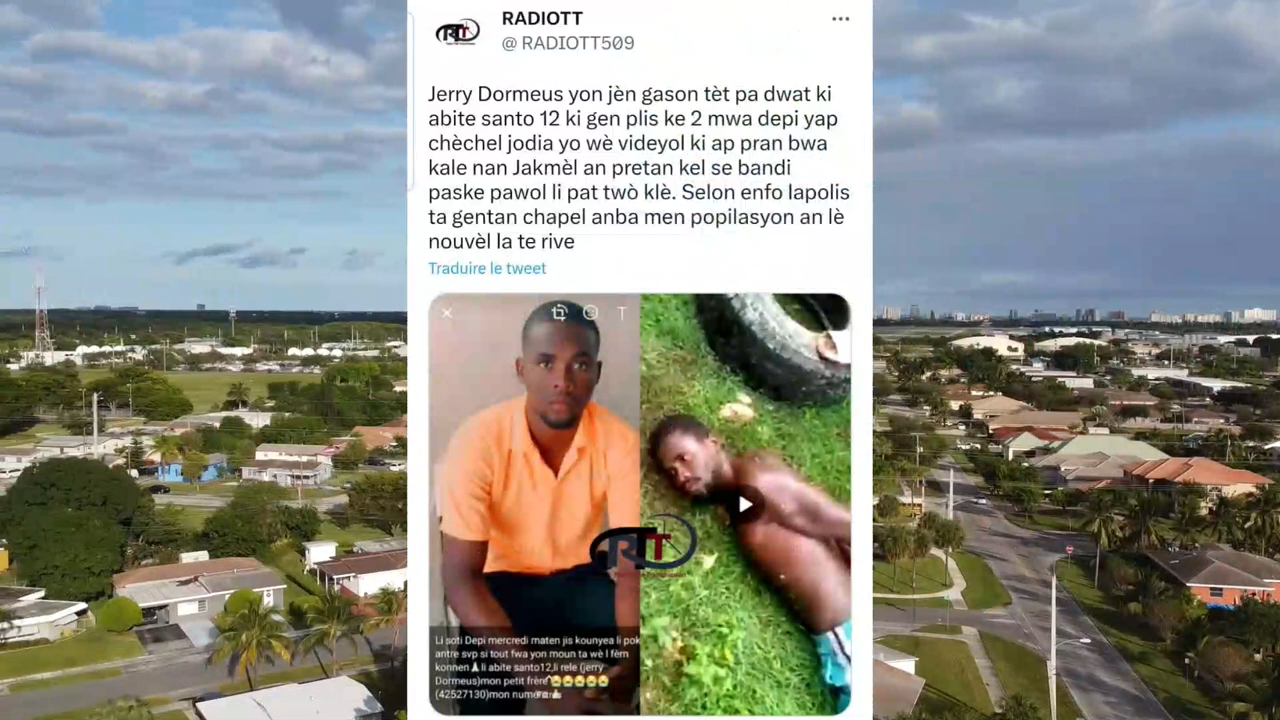 RADIOTT
@ RADIOTT509
Jerry Dormeus yon jèn gason tèt pa dwat ki
abite santo 12 ki gen plis ke 2 mwa depi yap
chèchel jodia yo wè videyol ki ap pran bwa
kale nan Jakmèl an pretan kel se bandi
paske pawol li pat twò klè. Selon enfo lapolis
ta gentan chapel anba men popilasyon an lè
nouvèl la te rive
Traduire le tweet
T
RTT
Li soti Depi mercredi maten jis kounyea li pok
antre svp si tout fwa yon moun ta wè l fèm
konnen🙏li abite santo12,li rele (jerry
Dormeus)mon petit frère😭😭😭😭😭
(42527130)mon numéro